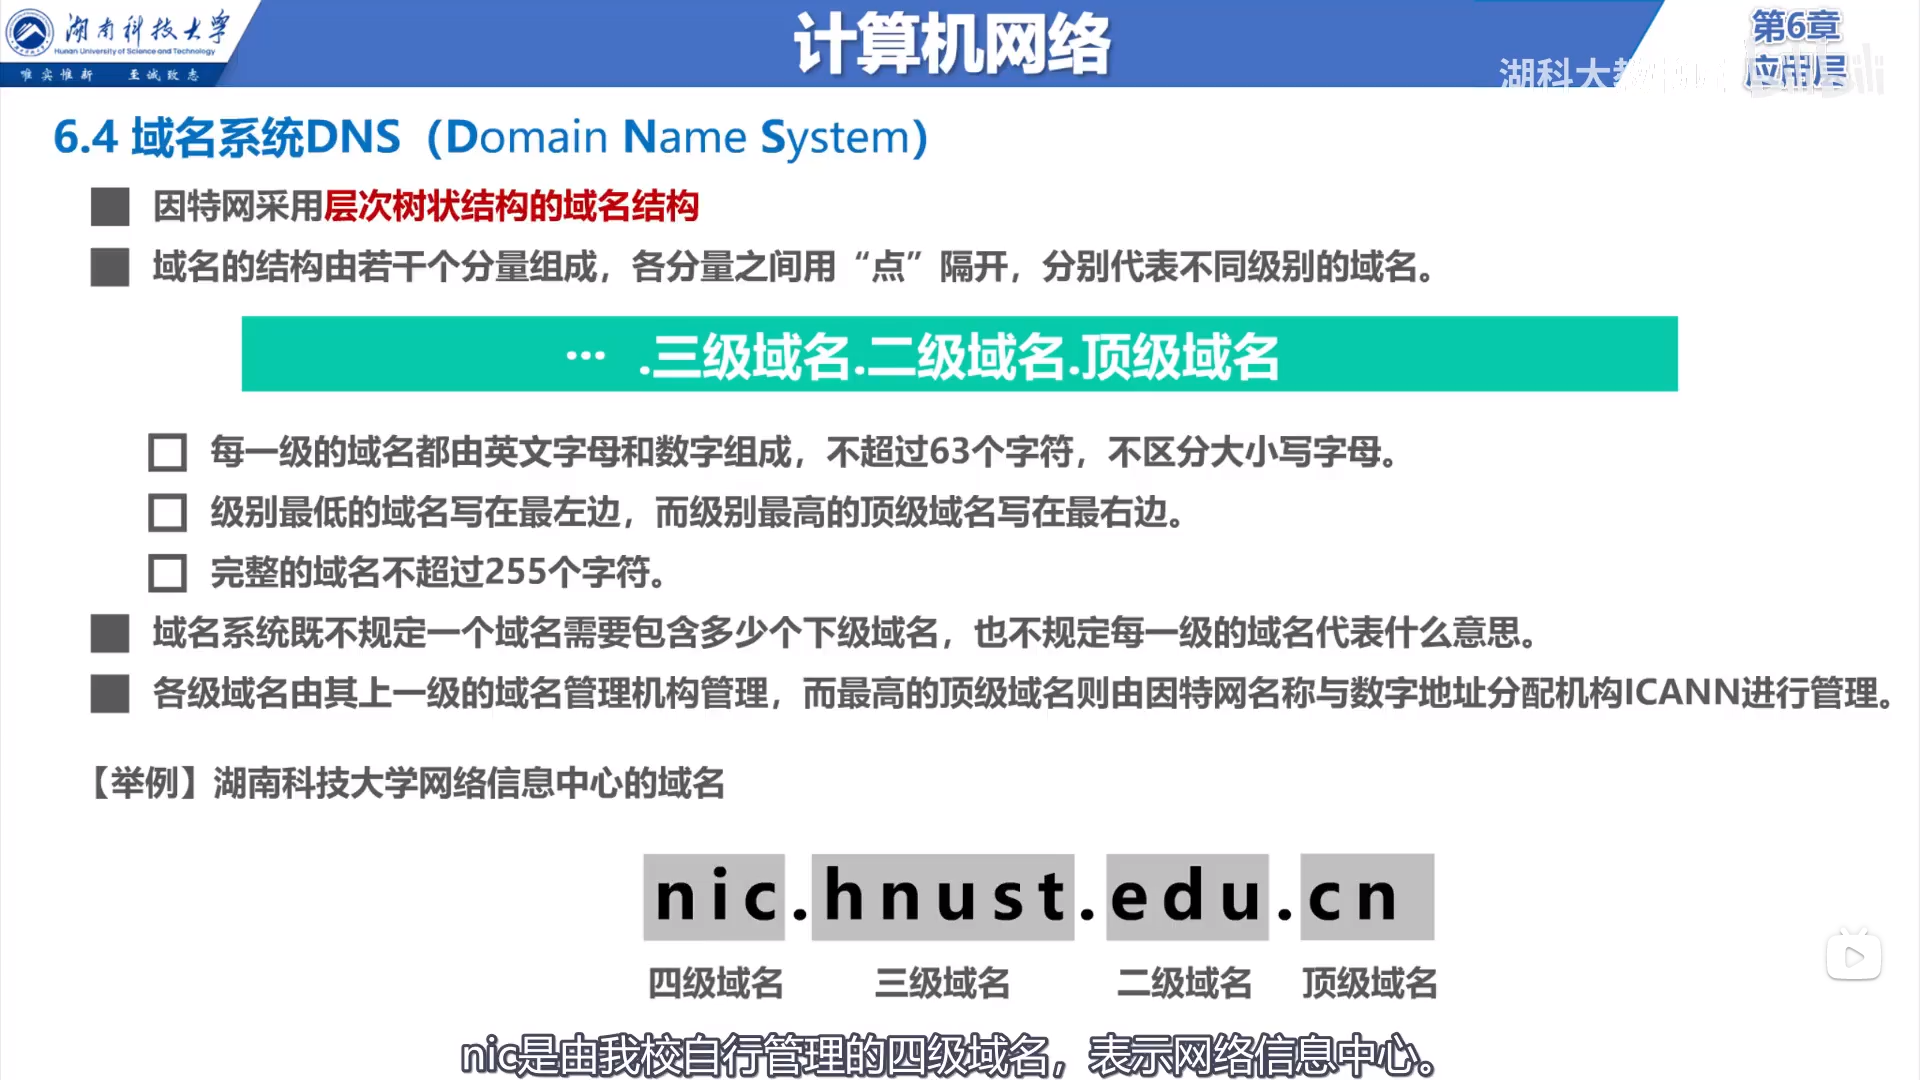 湖南科技大学
Hunan University of Science and Technology
唯实惟新 至诚致志
计算机网络
第6章
应用层
湖科大教
6.4 域名系统DNS（Domain Name System）
因特网采用层次树状结构的域名结构
域名的结构由若干个分量组成，各分量之间用“点”隔开，分别代表不同级别的域名。
… .三级域名.二级域名.顶级域名
每一级的域名都由英文字母和数字组成，不超过63个字符，不区分大小写字母。
级别最低的域名写在最左边，而级别最高的顶级域名写在最右边。
完整的域名不超过255个字符。
域名系统既不规定一个域名需要包含多少个下级域名，也不规定每一级的域名代表什么意思。
各级域名由其上一级的域名管理机构管理，而最高的顶级域名则由因特网名称与数字地址分配机构ICANN进行管理。
【举例】湖南科技大学网络信息中心的域名
nic.hnust.edu.cn
四级域名 三级域名 二级域名 顶级域名
nic是由我校自行管理的四级域名，表示网络信息中心。